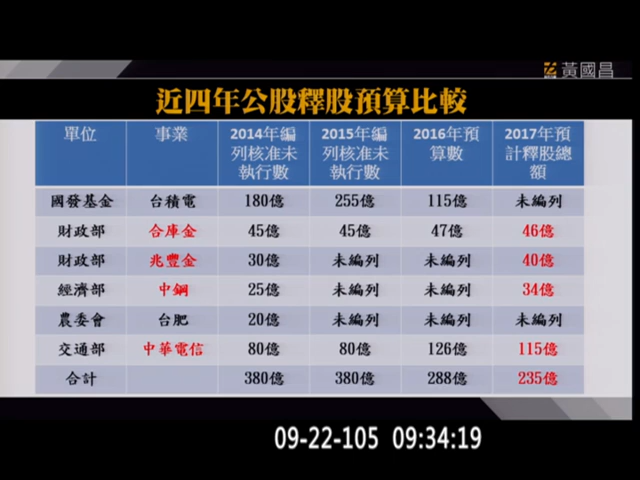 黃國昌
近四年公股釋股預算比較
單位 事業 2014年編列核准未執行數 2015年編列核准未執行數 2016年預算數 2017年預計釋股總額
國發基金 台積電 180億 255億 115億 未編列
財政部 合庫金 45億 45億 47億 46億
財政部 兆豐金 30億 未編列 未編列 40億
經濟部 中鋼 25億 未編列 未編列 34億
農委會 台肥 20億 未編列 未編列 未編列
交通部 中華電信 80億 80億 126億 115億
合計 380億 380億 288億 235億
09-22-105 09:34:19